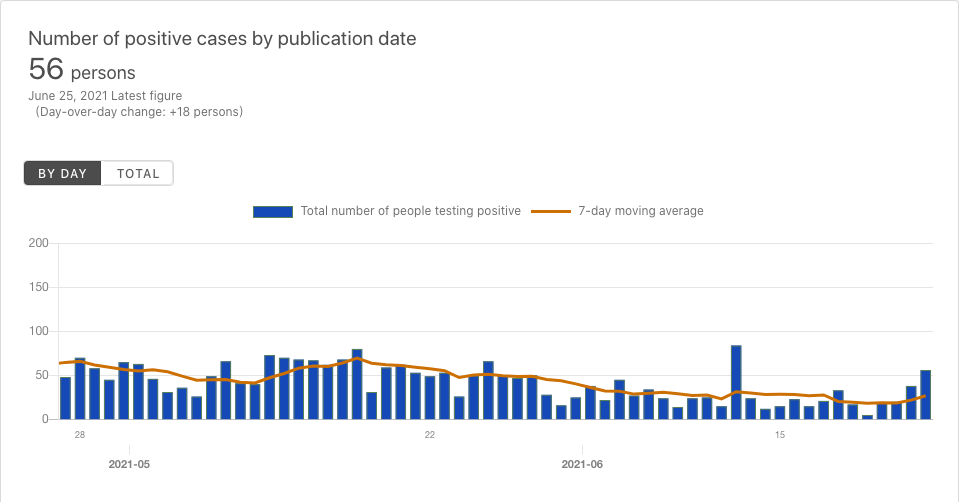 Number of positive cases by publication date
56 persons
June 25, 2021 Latest figure
(Day-over-day change: +18 persons)
BY DAY TOTAL
Total number of people testing positive 7-day moving average
200
150
100
50
0
28 22 15
2021-05 2021-06